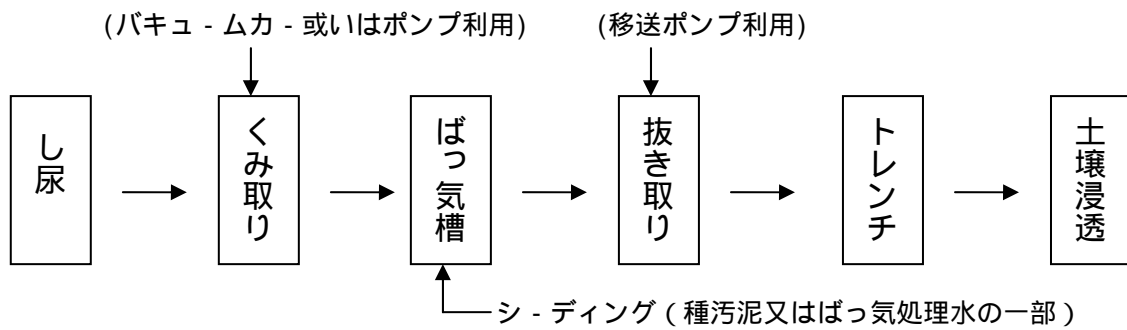 (バキュ - ムカ - 或いはポンプ利用)
(移送ポンプ利用)
し尿
くみ取り
ばっ気槽
抜き取り
トレンチ
土壌浸透
シ - ディング ( 種汚泥又はばっ気処理水の一部 )